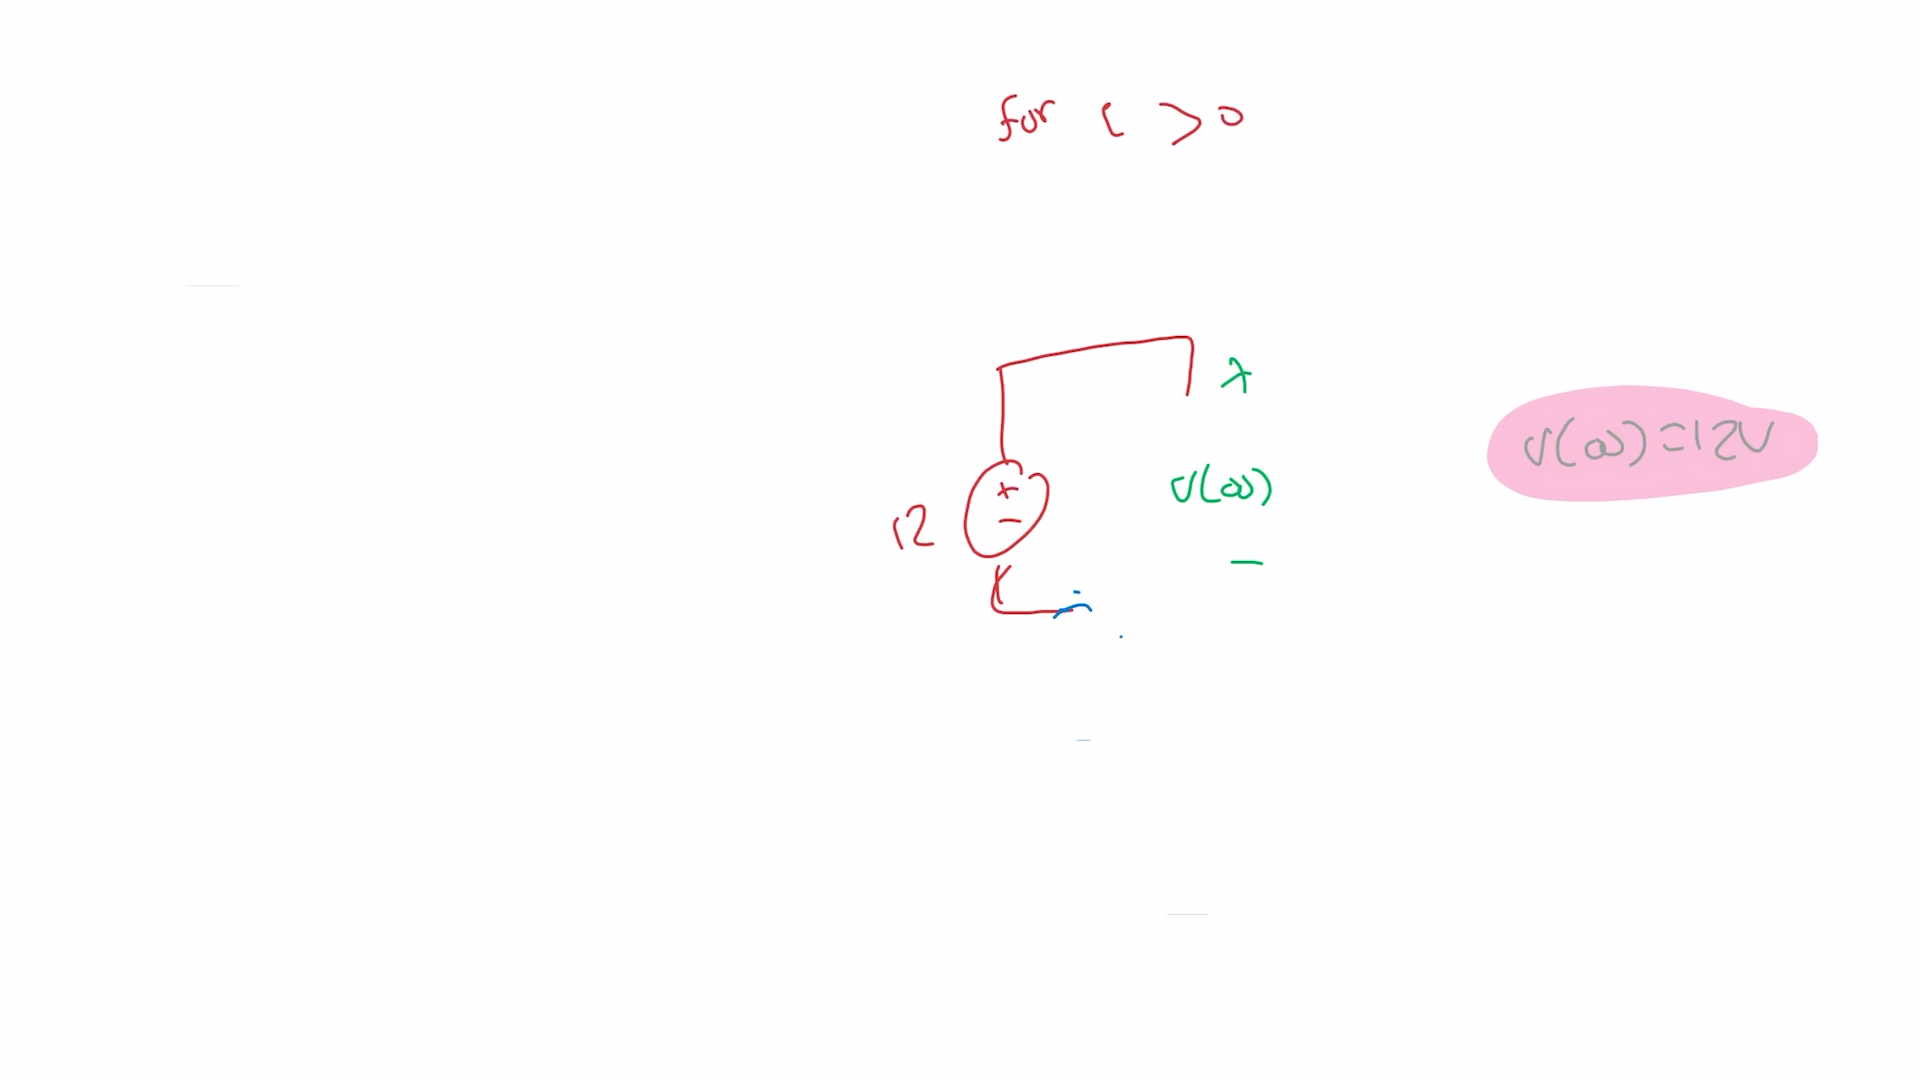 for t >0
+
v(∞) =12V
+
12
-
v(∞)
-